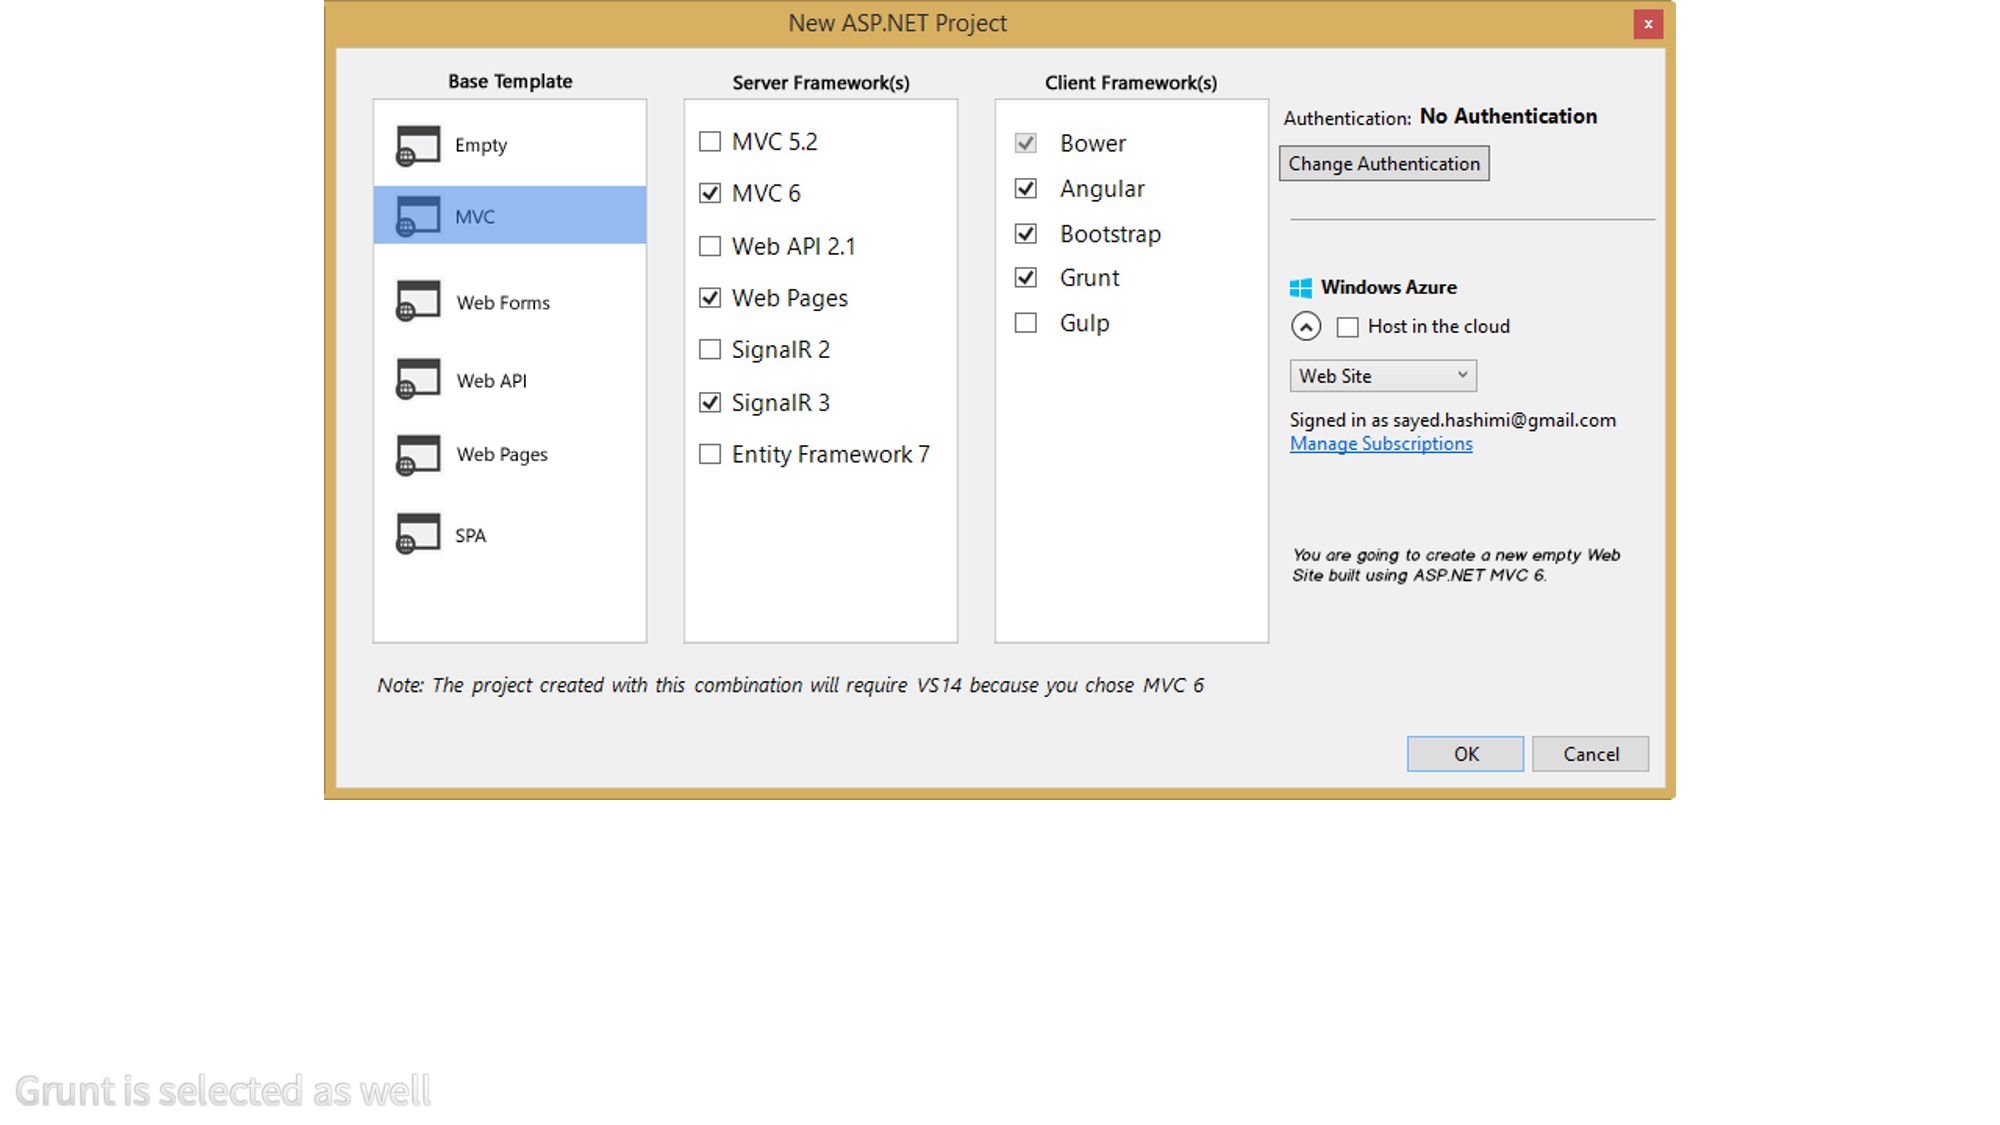 New ASP.NET Project
x
Base Template
Empty
MVC
Web Forms
Web API
Web Pages
SPA
Server Framework(s)
MVC 5.2
MVC 6
Web API 2.1
Web Pages
SignalR 2
SignalR 3
Entity Framework 7
Client Framework(s)
Bower
Angular
Bootstrap
Grunt
Gulp
Authentication: No Authentication
Change Authentication
Windows Azure
Host in the cloud
Web Site
Signed in as sayed.hashimi@gmail.com
Manage Subscriptions
You are going to create a new empty Web
Site built using ASP.NET MVC 6.
Note: The project created with this combination will require VS14 because you chose MVC 6
OK
Cancel
Grunt is selected as well